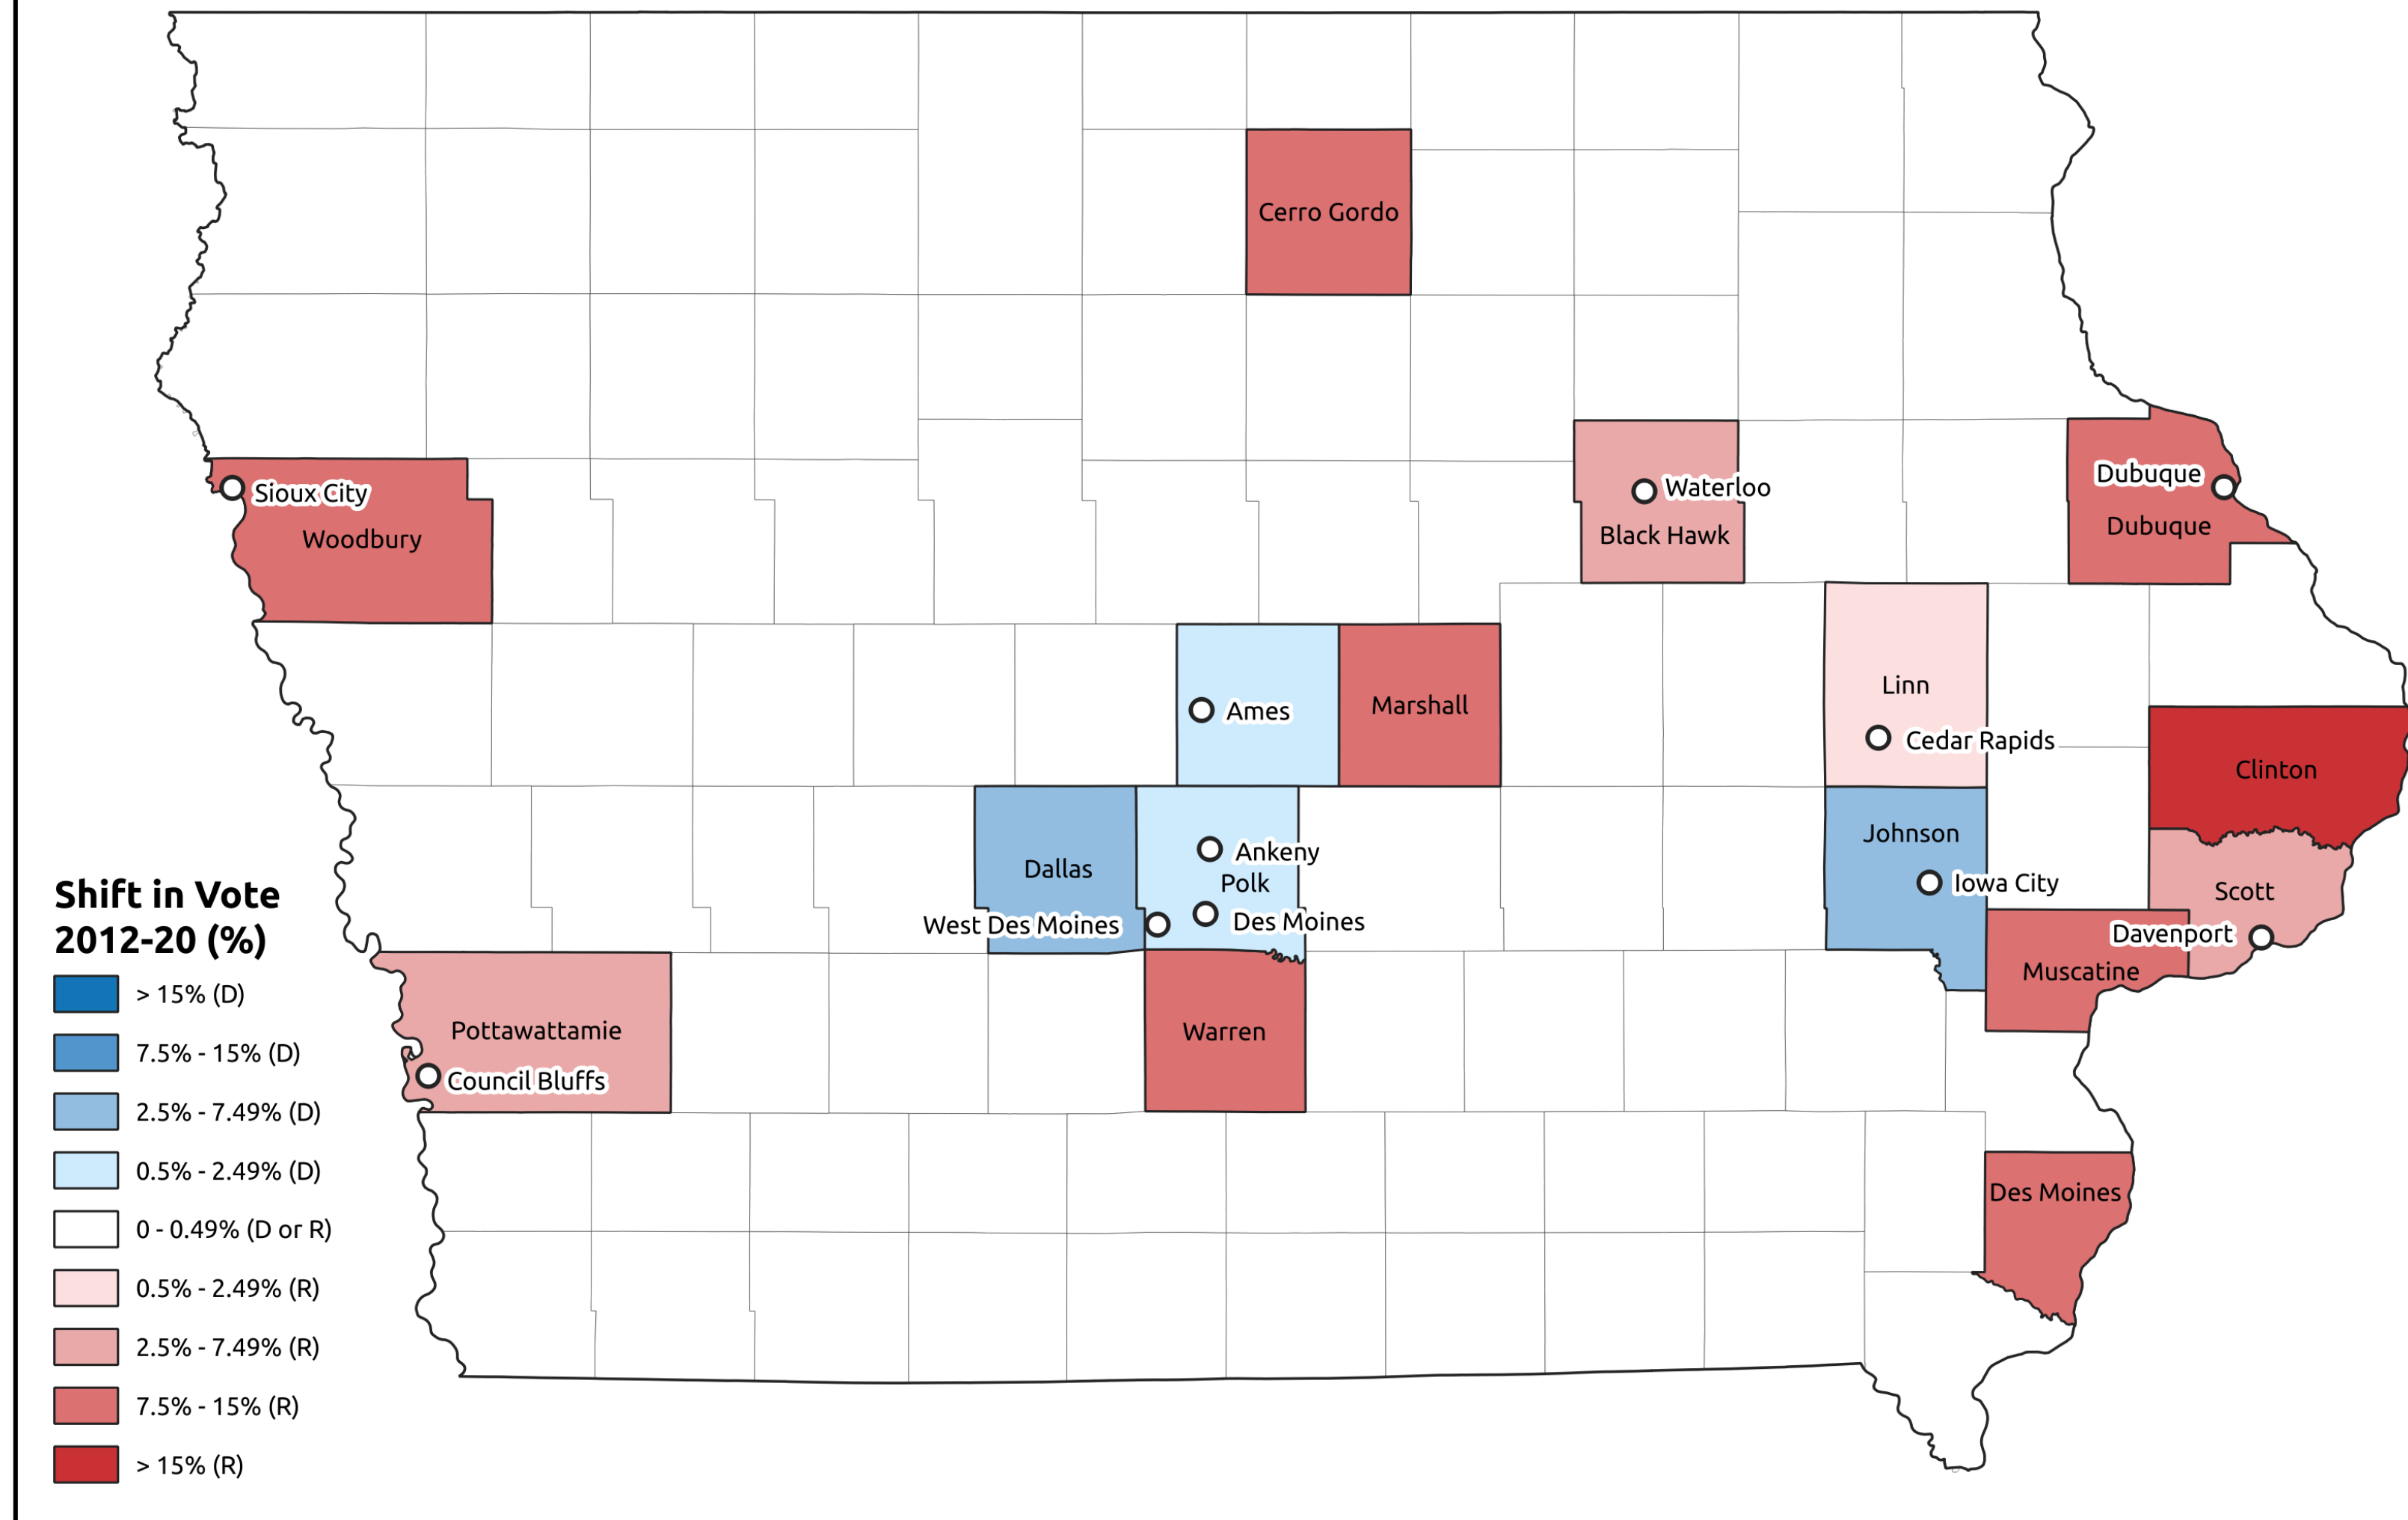 Cerro Gordo
Dubuque
Sioux City
Waterloo
Dubuque
Woodbury
Black Hawk
Linn
Marshall
Ames
Cedar Rapids
Clinton
Johnson
Ankeny
Dallas
Polk
Iowa City
Scott
West Des Moines
Des Moines
Davenport
Muscatine
Pottawattamie
Warren
Council Bluffs
Des Moines
Shift in Vote
2012-20 (%)
> 15% (D)
7.5% - 15% (D)
2.5% - 7.49% (D)
0.5% - 2.49% (D)
0 - 0.49% (D or R)
0.5% - 2.49% (R)
2.5% - 7.49% (R)
7.5% - 15% (R)
> 15% (R)